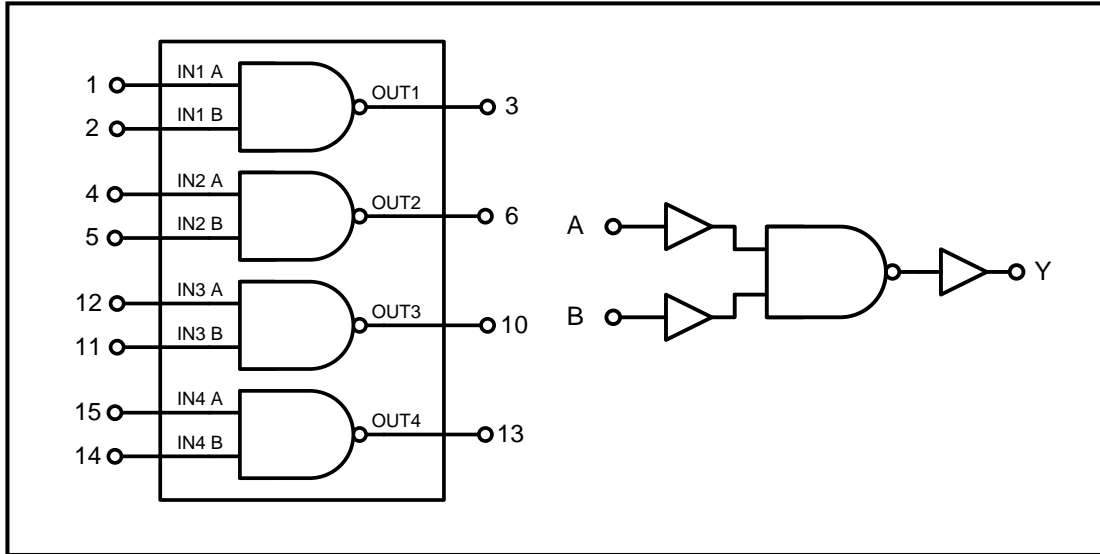 1 IN1 A
2 IN1 B
OUT1 3
4 IN2 A
5 IN2 B
OUT2 6
12 IN3 A
11 IN3 B
OUT3 10
15 IN4 A
14 IN4 B
OUT4 13
A
B
Y